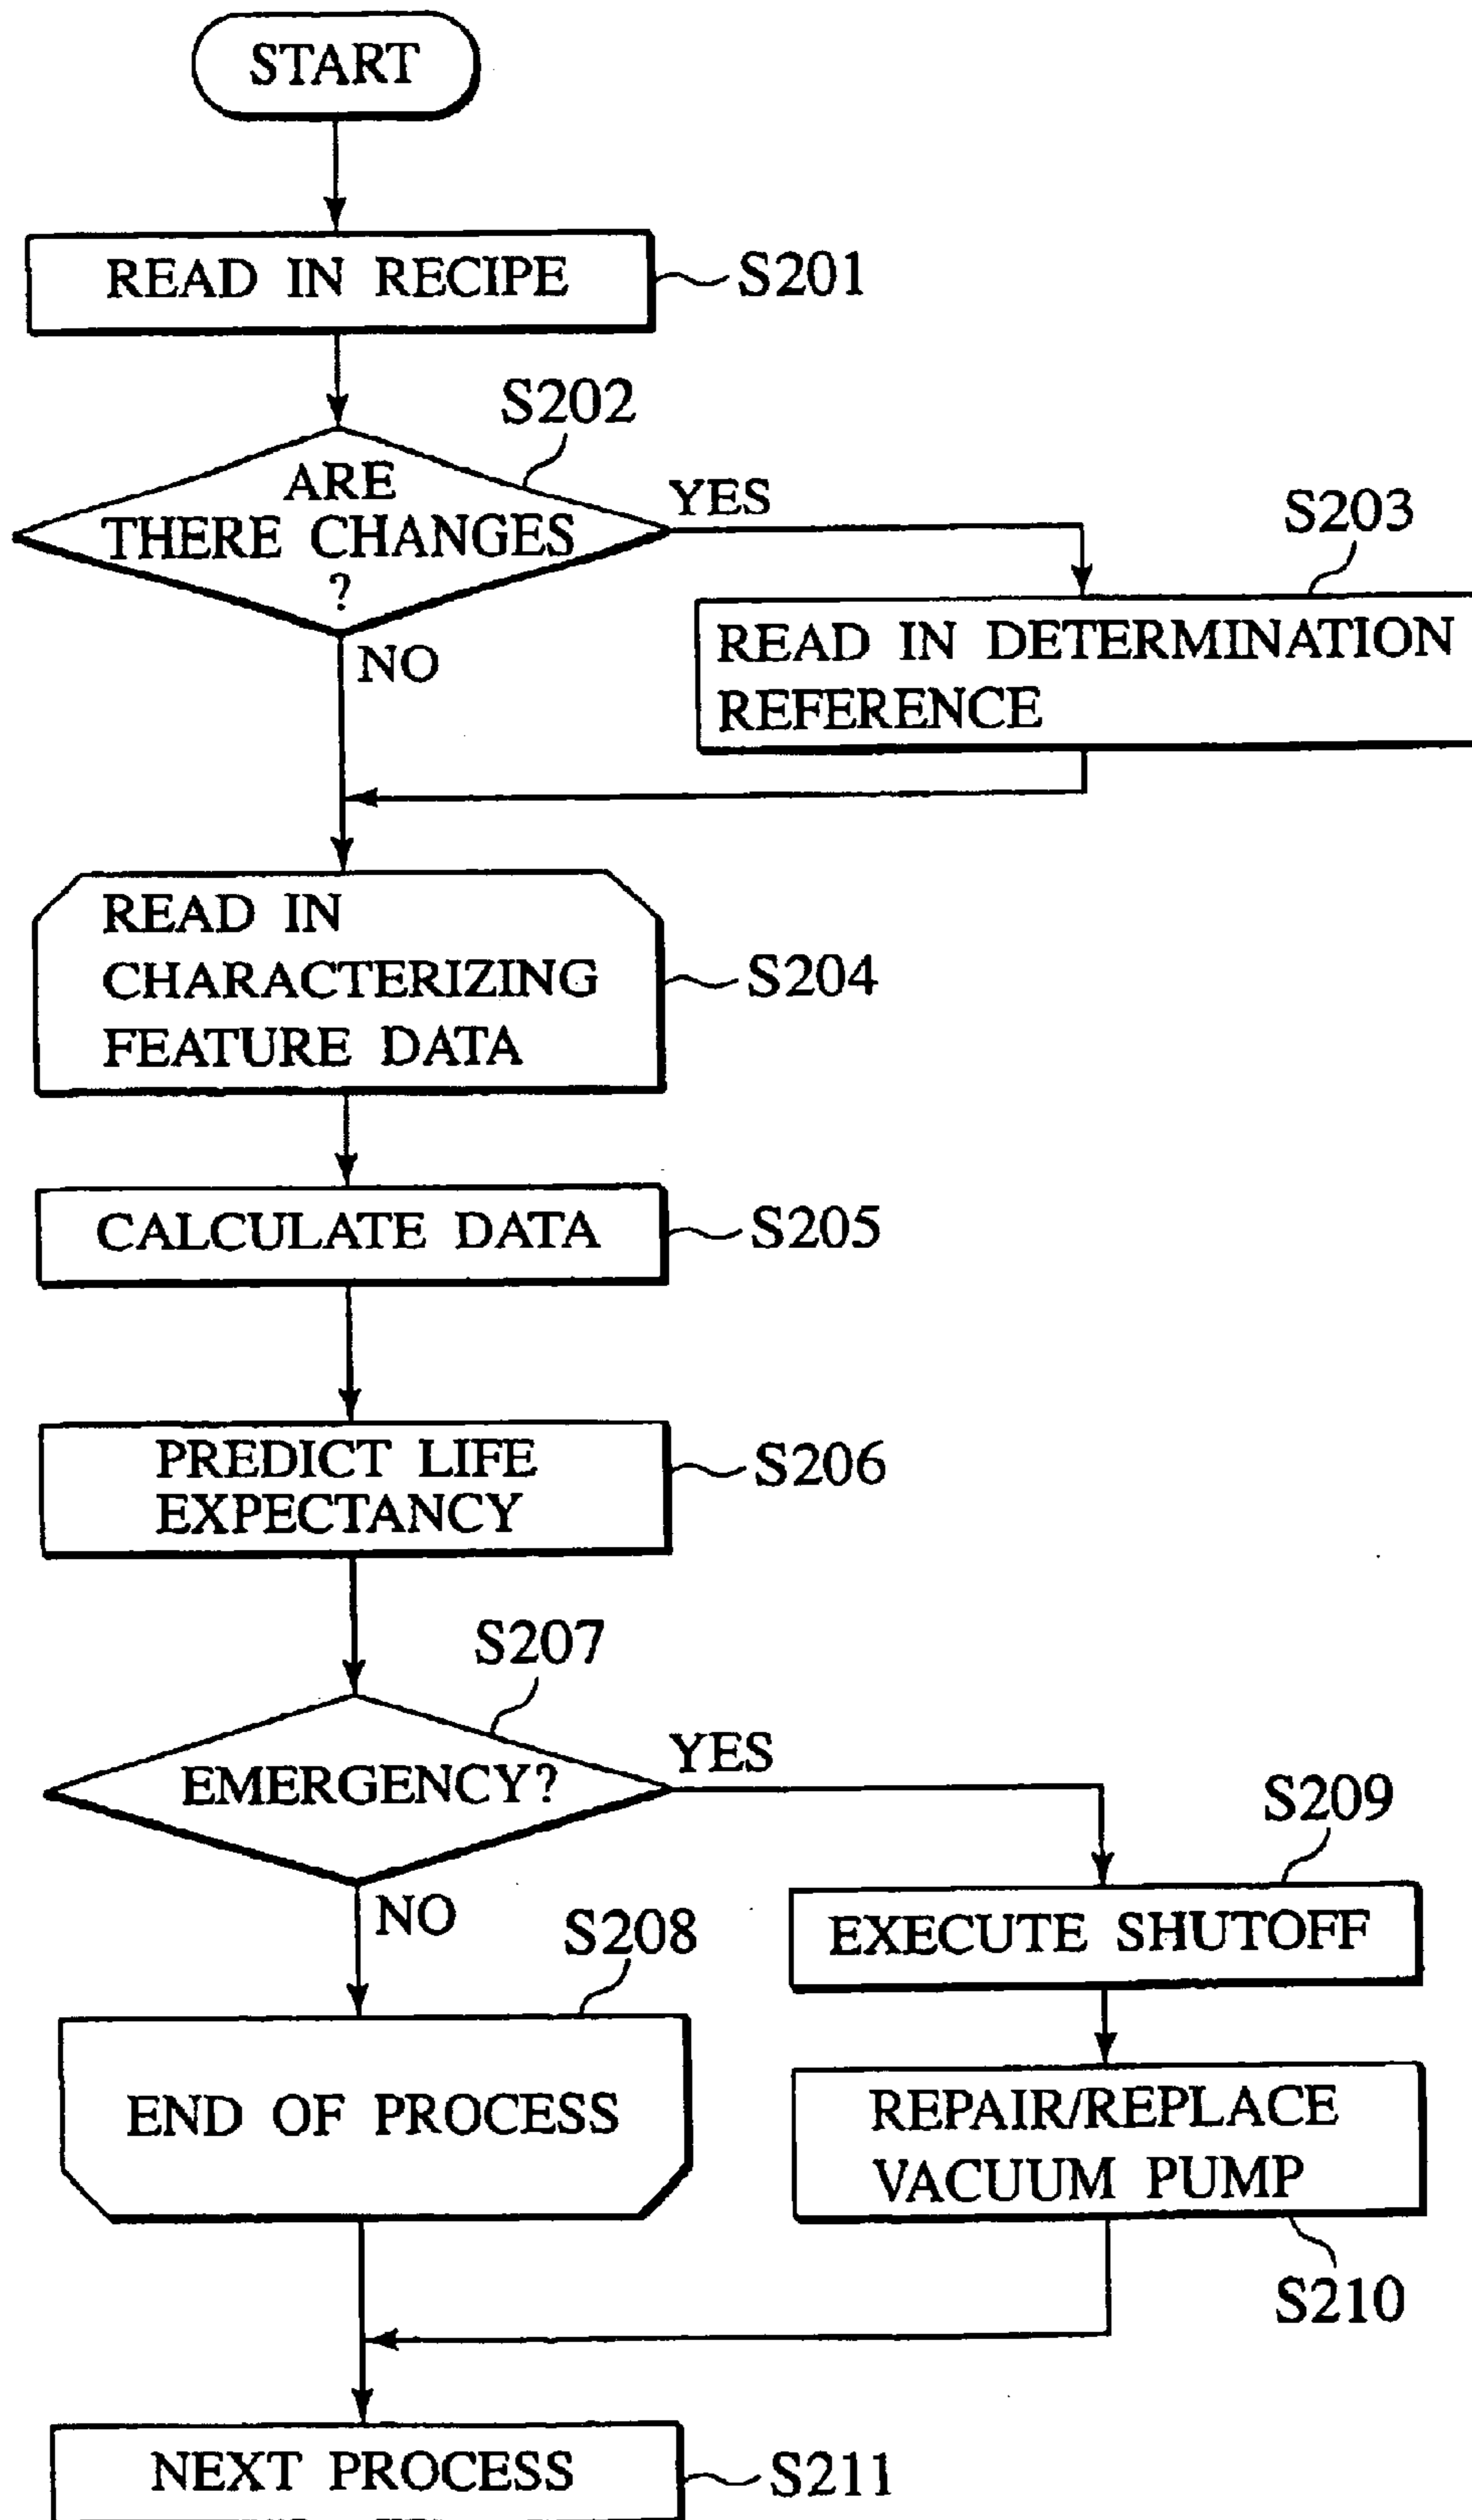 START
READ IN RECIPE
S201
S202
ARE
THERE CHANGES
?
YES
NO
S203
READ IN DETERMINATION
REFERENCE
READ IN
CHARACTERIZING
FEATURE DATA
S204
CALCULATE DATA
S205
PREDICT LIFE
EXPECTANCY
S206
S207
EMERGENCY?
YES
NO
S208
END OF PROCESS
S209
EXECUTE SHUTOFF
REPAIR/REPLACE
VACUUM PUMP
S210
NEXT PROCESS
S211